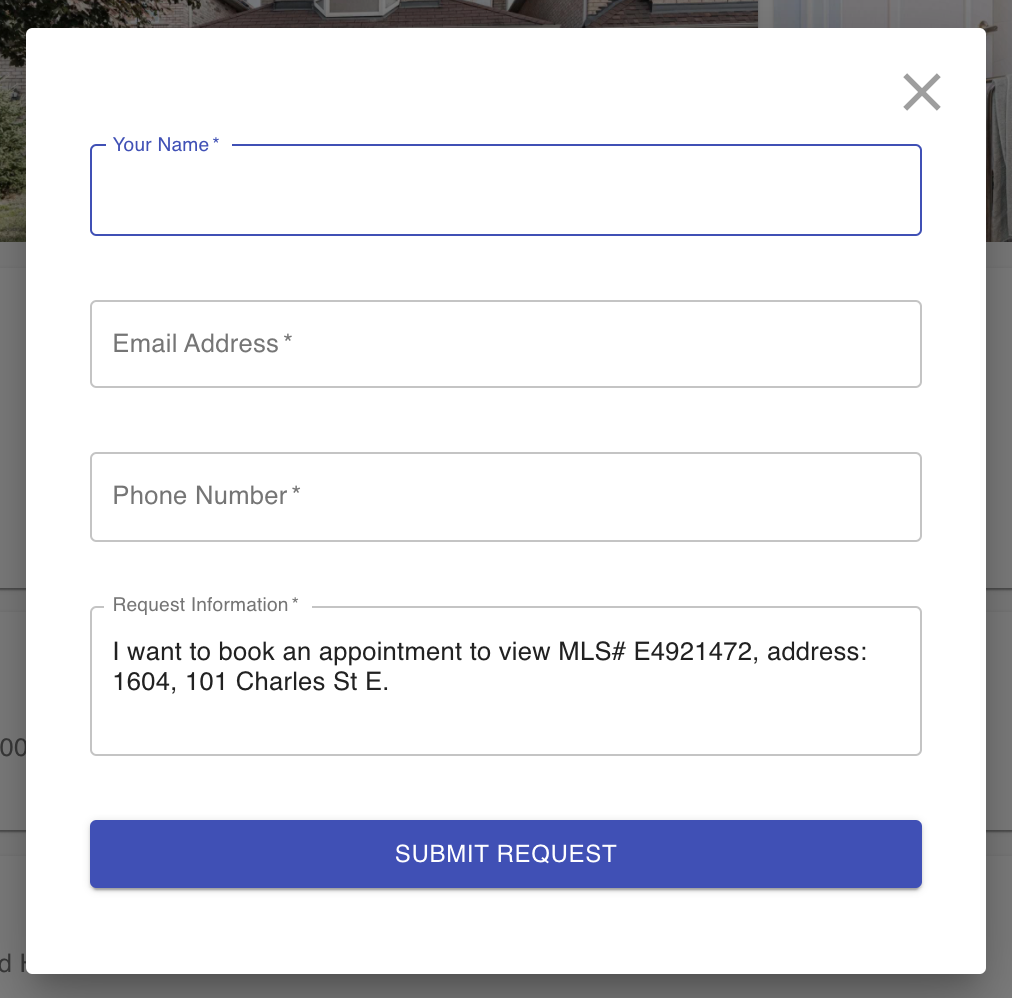 Your Name *
Email Address *
Phone Number *
Request Information *
I want to book an appointment to view MLS# E4921472, address:
1604, 101 Charles St E.
00
SUBMIT REQUEST
d